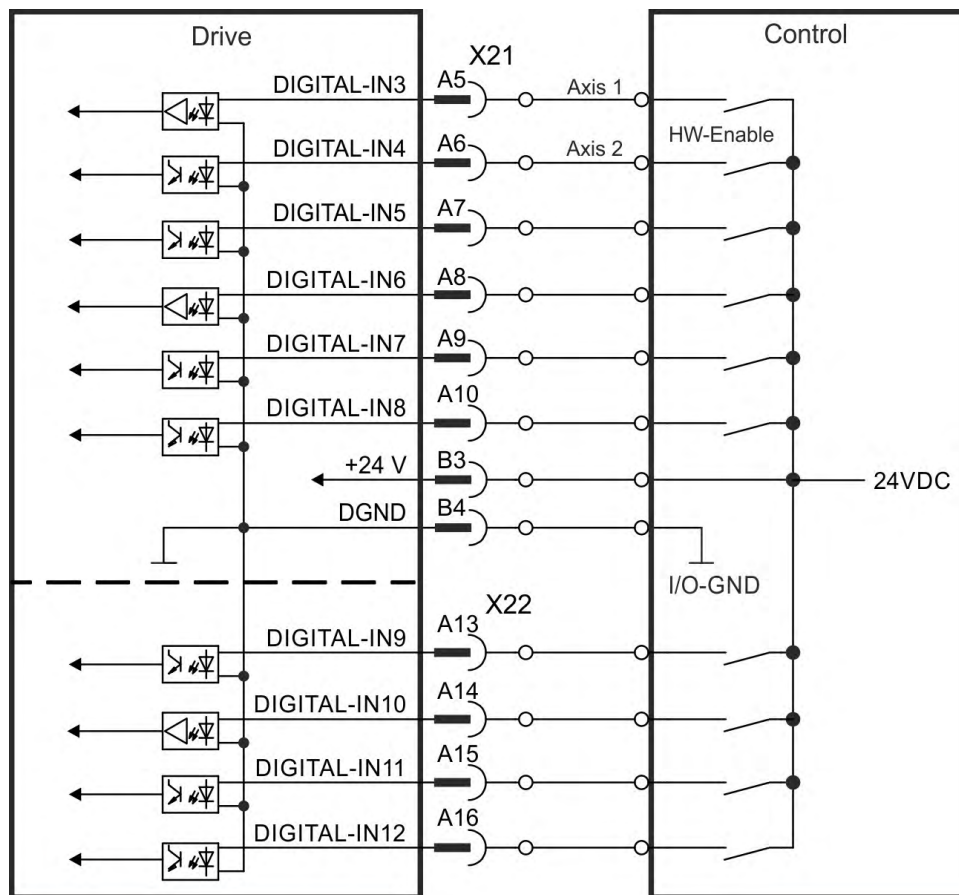 Drive
Control
X21
DIGITAL-IN3 A5 Axis 1
HW-Enable
DIGITAL-IN4 A6 Axis 2
DIGITAL-IN5 A7
DIGITAL-IN6 A8
DIGITAL-IN7 A9
DIGITAL-IN8 A10
+24 V B3
24VDC
DGND B4
I/O-GND
X22
DIGITAL-IN9 A13
DIGITAL-IN10 A14
DIGITAL-IN11 A15
DIGITAL-IN12 A16